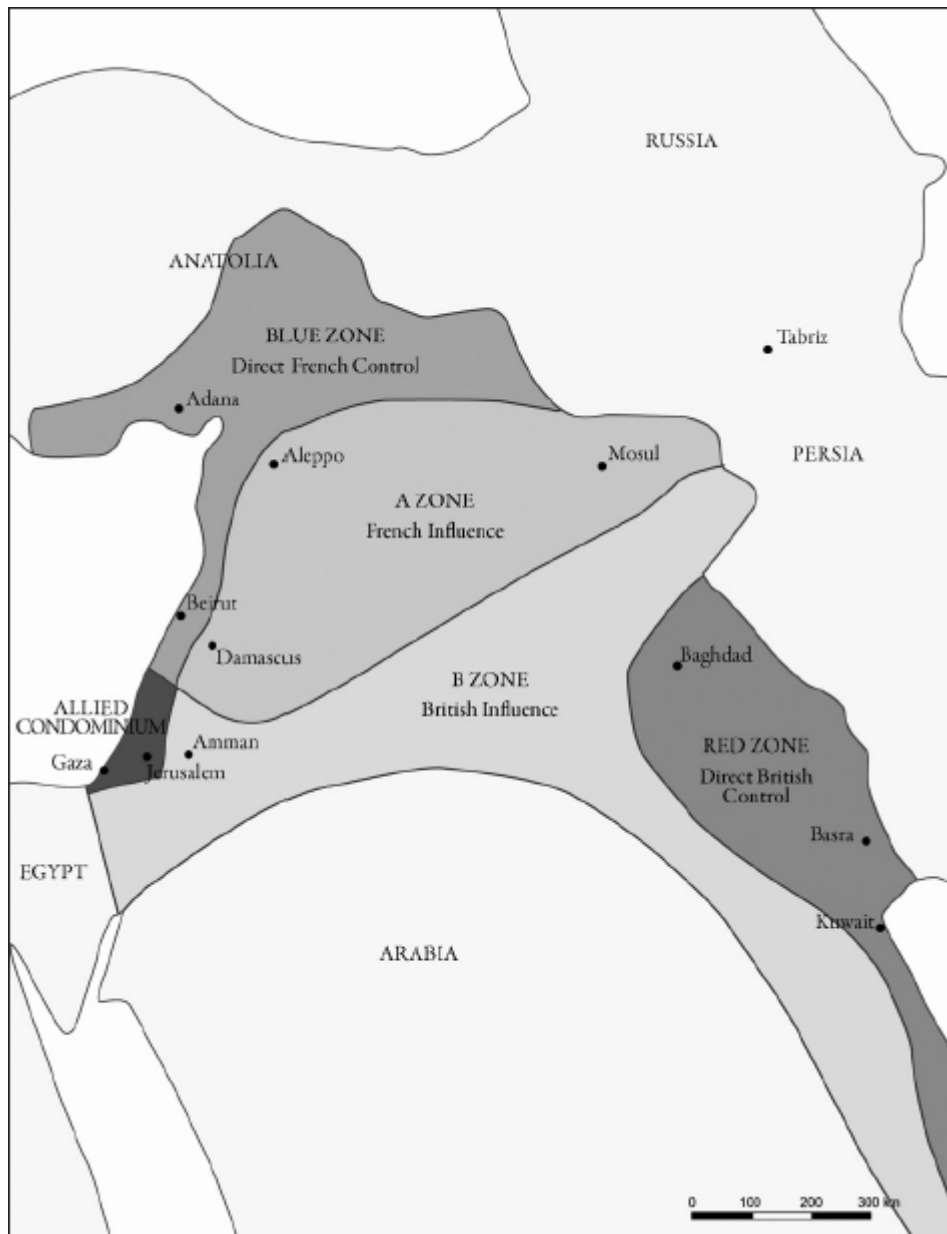 RUSSIA
ANATOLIA
BLUE ZONE
Direct French Control
Tabriz
Adana
Aleppo
Mosul
PERSIA
A ZONE
French Influence
Beirut
Damascus
Baghdad
B ZONE
British Influence
ALLIED
CONDOMINIUM
Amman
Gaza
Jerusalem
RED ZONE
Direct British
Control
Basra
EGYPT
Kuwait
ARABIA
0 100 200 300 km